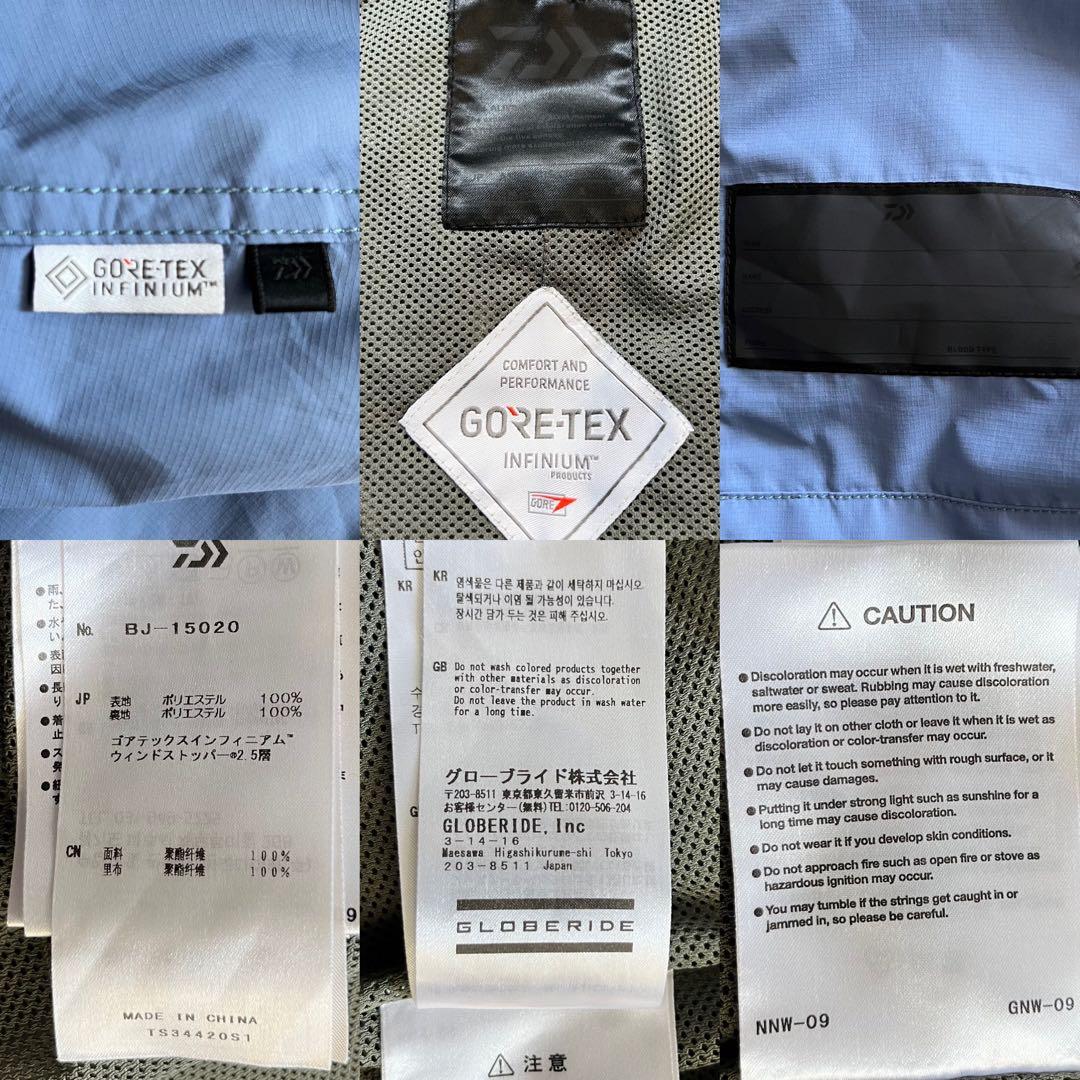 GORE-TEX
INFINIUM™
COMFORT AND
PERFORMANCE
GORE-TEX
INFINIUM™
PRODUCTS
GORE
BLOOD TYPE
No. BJ-15020
JP 表地 ポリエステル 100%
裏地 ポリエステル 100%
ゴアテックスインフィニアム™
ウィンドストッパー®2.5層
CN 面料 聚酯纤维 100%
里布 聚酯纤维 100%
MADE IN CHINA
TS34420S1
KR
KR 염색물은 다른 제품과 같이 세탁하지 마십시오.
탈색되거나 이염 될 가능성이 있습니다.
장시간 담가 두는 것은 피해 주십시오.
GB Do not wash colored products together
with other materials as discoloration
or color-transfer may occur.
Do not leave the product in wash water
for a long time.
グローブライド株式会社
〒203-8511 東京都東久留米市前沢 3-14-16
お客様センター(無料)TEL:0120-506-204
GLOBERIDE, Inc
3-14-16
Maesawa Higashikurume-shi Tokyo
203-8511 Japan
GLOBERIDE
⚠ 注意
⚠ CAUTION
● Discoloration may occur when it is wet with freshwater,
saltwater or sweat. Rubbing may cause discoloration
more easily, so please pay attention to it.
● Do not lay it on other cloth or leave it when it is wet as
discoloration or color-transfer may occur.
● Do not let it touch something with rough surface, or it
may cause damages.
● Putting it under strong light such as sunshine for a
long time may cause discoloration.
● Do not wear it if you develop skin conditions.
● Do not approach fire such as open fire or stove as
hazardous ignition may occur.
● You may tumble if the strings get caught in or
jammed in, so please be careful.
NNW-09
GNW-09